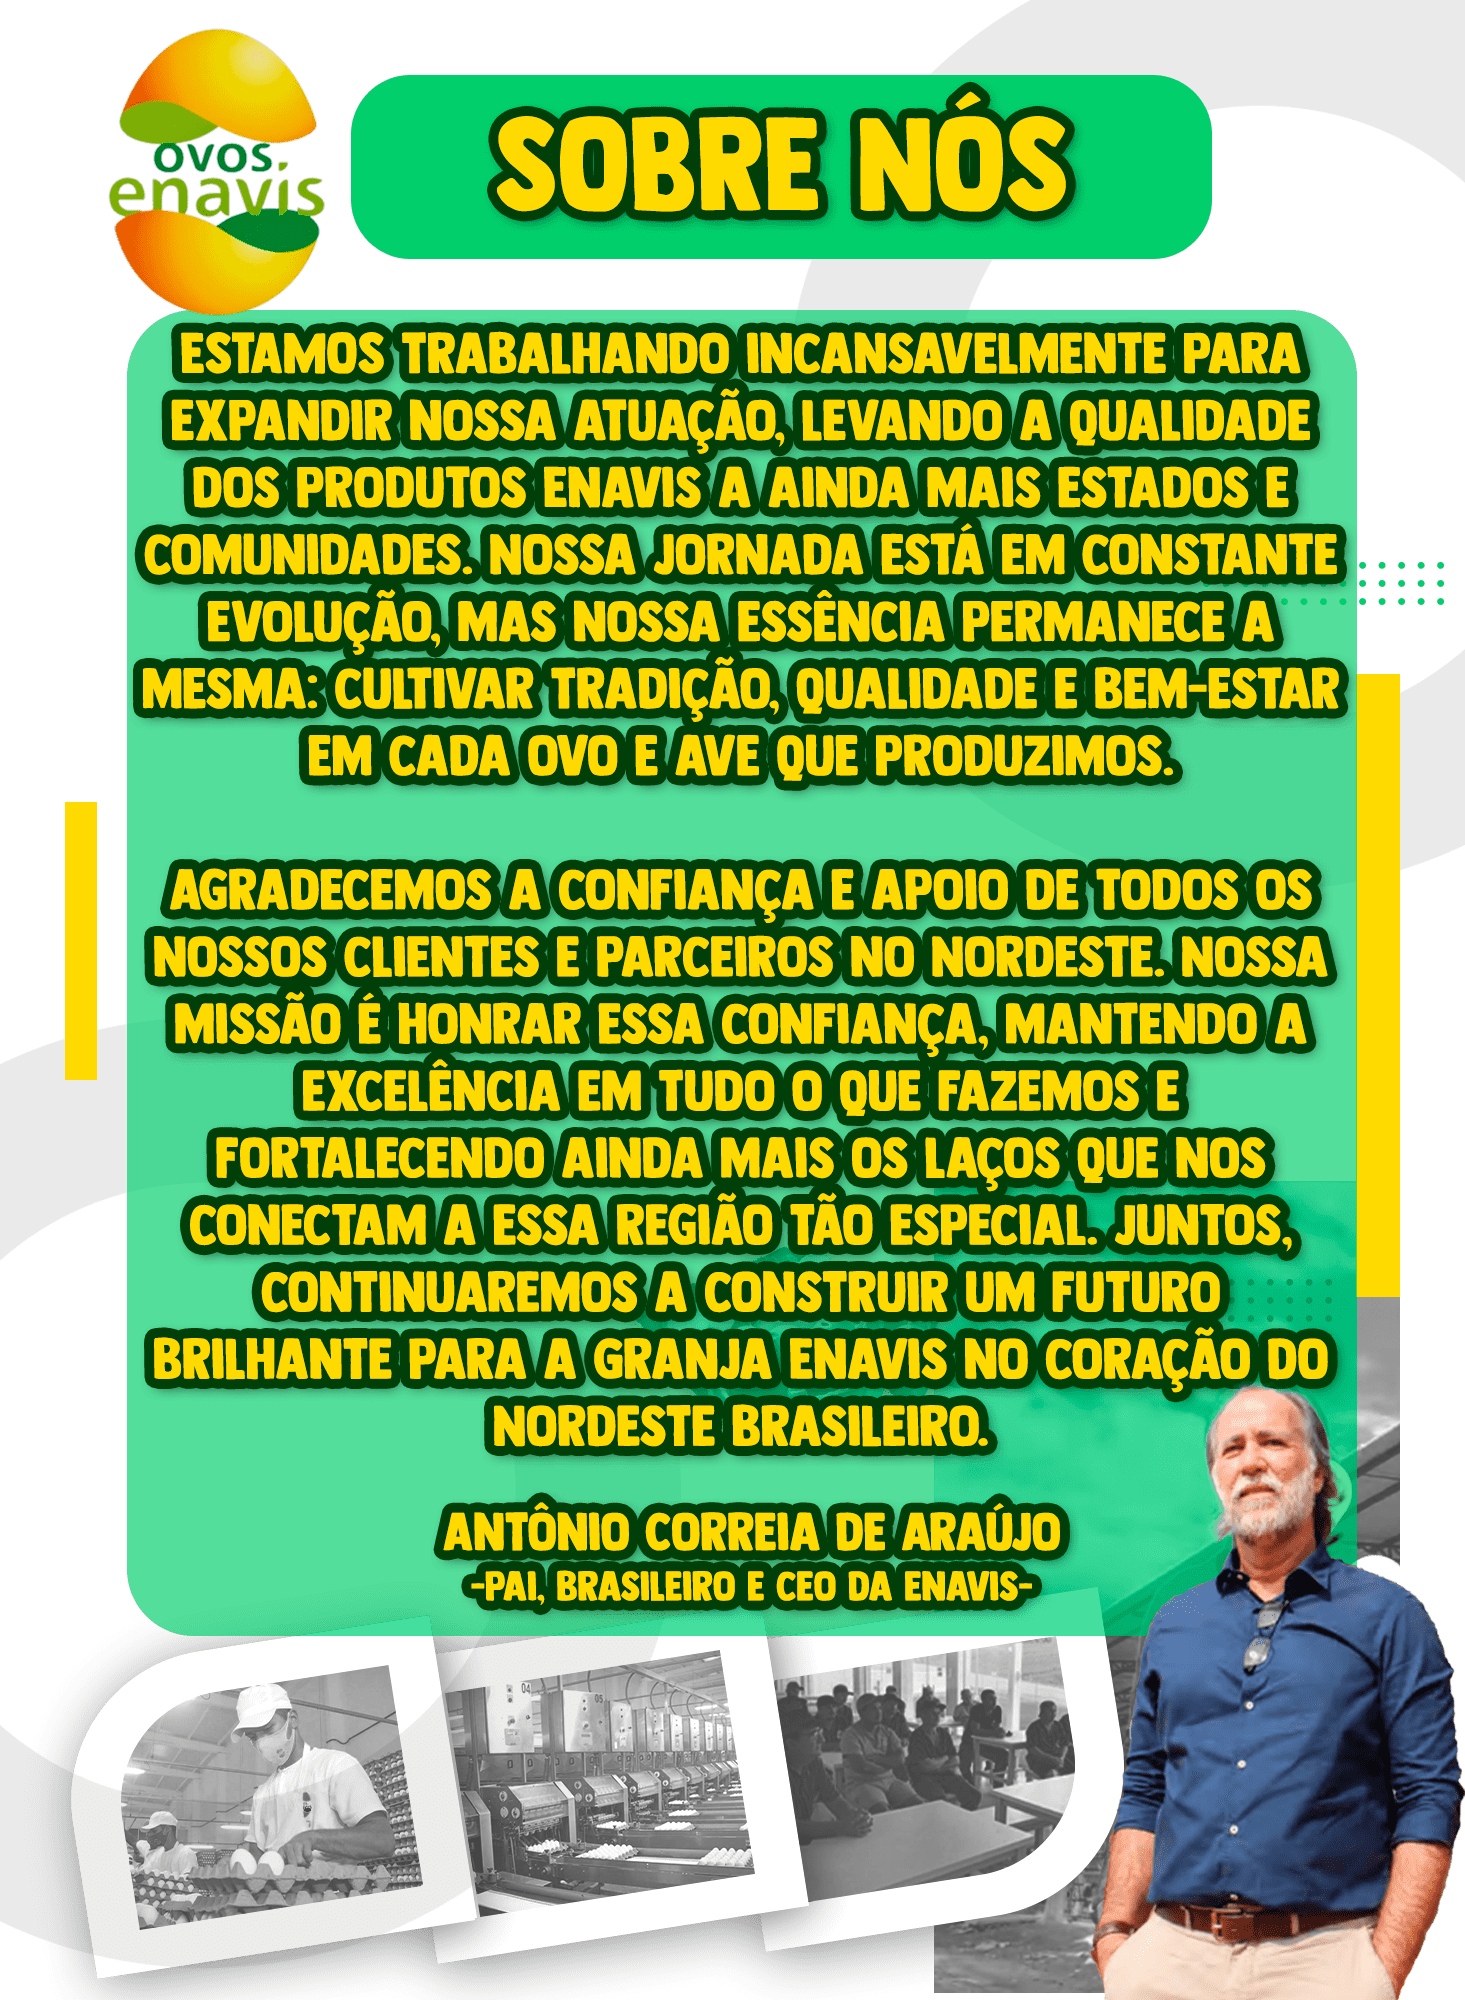 ovos
enavis
SOBRE NÓS
ESTAMOS TRABALHANDO INCANSAVELMENTE PARA
EXPANDIR NOSSA ATUAÇÃO, LEVANDO A QUALIDADE
DOS PRODUTOS ENAVIS A AINDA MAIS ESTADOS E
COMUNIDADES. NOSSA JORNADA ESTÁ EM CONSTANTE
EVOLUÇÃO, MAS NOSSA ESSÊNCIA PERMANECE A
MESMA: CULTIVAR TRADIÇÃO, QUALIDADE E BEM-ESTAR
EM CADA OVO E AVE QUE PRODUZIMOS.
AGRADECEMOS A CONFIANÇA E APOIO DE TODOS OS
NOSSOS CLIENTES E PARCEIROS NO NORDESTE. NOSSA
MISSÃO É HONRAR ESSA CONFIANÇA, MANTENDO A
EXCELÊNCIA EM TUDO O QUE FAZEMOS E
FORTALECENDO AINDA MAIS OS LAÇOS QUE NOS
CONECTAM A ESSA REGIÃO TÃO ESPECIAL. JUNTOS,
CONTINUAREMOS A CONSTRUIR UM FUTURO
BRILHANTE PARA A GRANJA ENAVIS NO CORAÇÃO DO
NORDESTE BRASILEIRO.
ANTÔNIO CORREIA DE ARAÚJO
-PAI, BRASILEIRO E CEO DA ENAVIS-
04
05